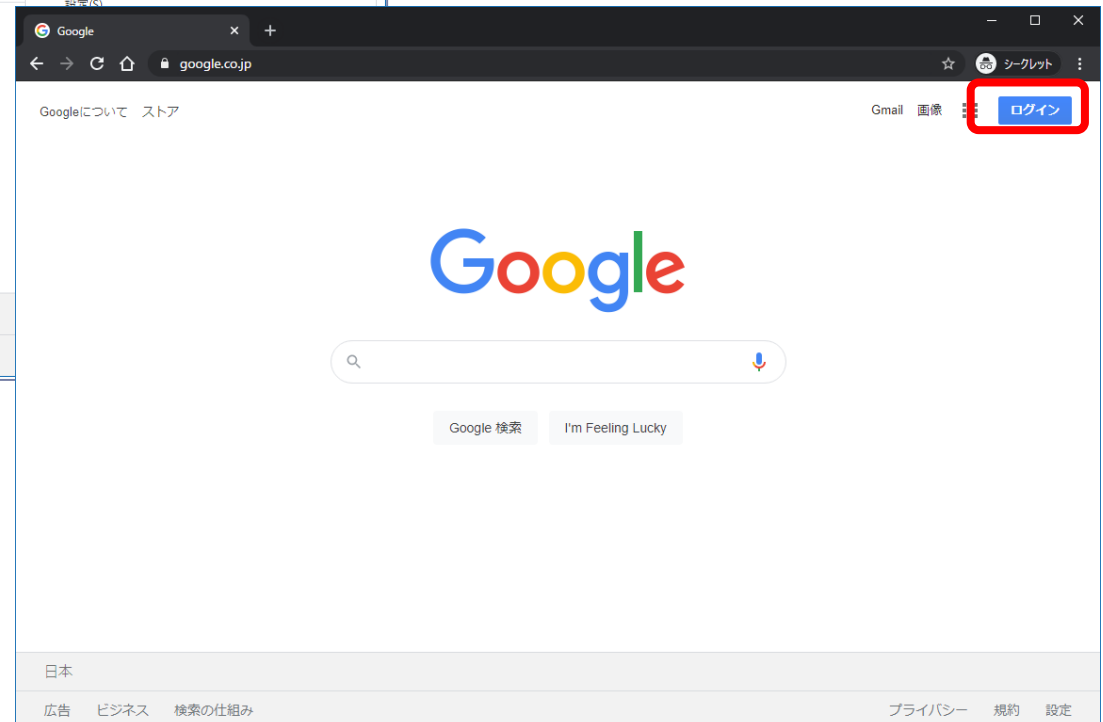 設定(S)
Google
google.co.jp シークレット
Googleについて ストア Gmail 画像 ログイン
Google
Google 検索 I'm Feeling Lucky
日本
広告 ビジネス 検索の仕組み プライバシー 規約 設定